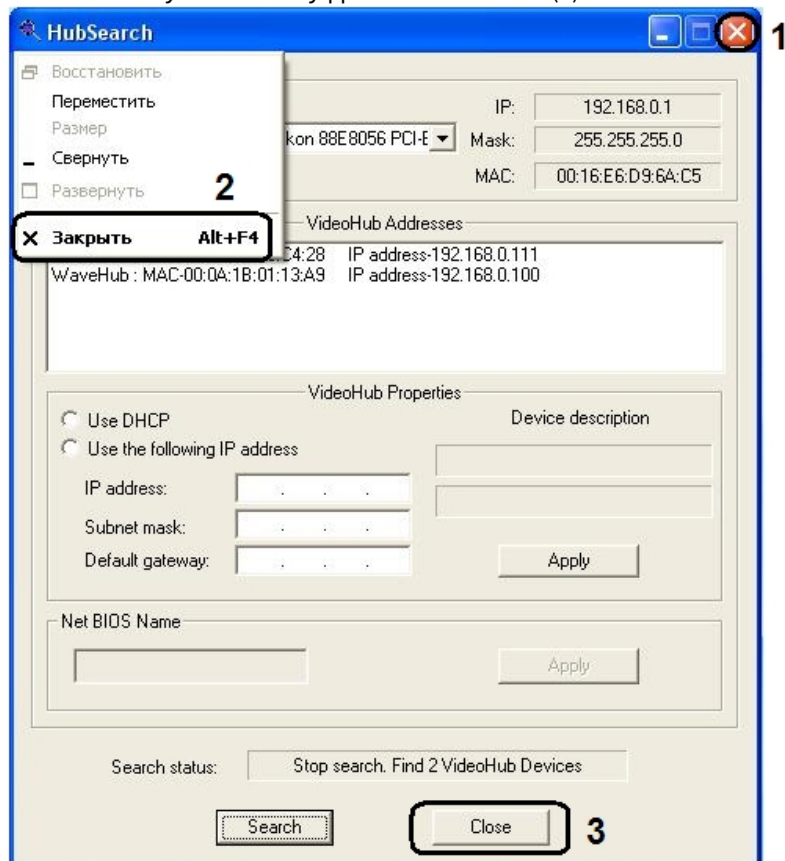 HubSearch
1
Восстановить
Переместить
Размер
Свернуть
Развернуть
2
Закрыть Alt+F4
IP: 192.168.0.1
kon 88E8056 PCI-E Mask: 255.255.255.0
MAC: 00:16:E6:D9:6A:C5
VideoHub Addresses
C4:28 IP address-192.168.0.111
WaveHub : MAC-00:0A:1B:01:13:A9 IP address-192.168.0.100
VideoHub Properties
Use DHCP
Device description
Use the following IP address
IP address:
Subnet mask:
Default gateway:
Apply
Net BIOS Name
Apply
Search status: Stop search. Find 2 VideoHub Devices
Search
Close
3